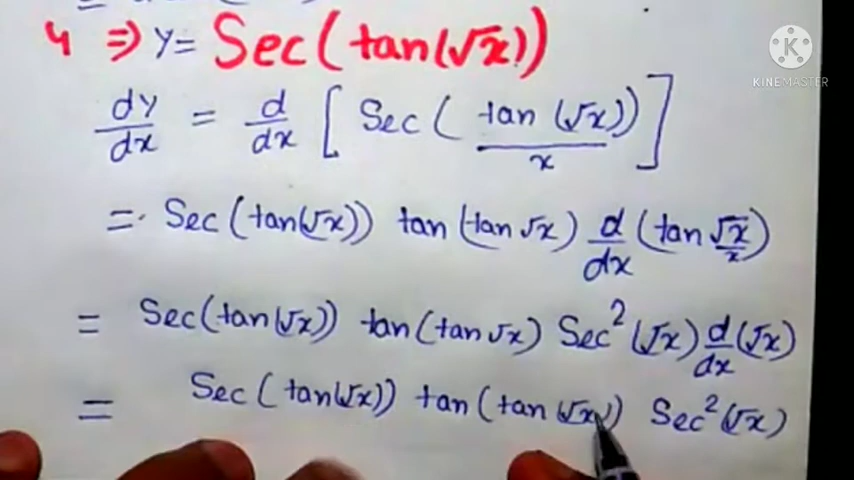 4 ⇒ y = Sec(tan(√x))
KINEMASTER
dy/dx = d/dx [ Sec( tan (√x)) ]
x
= Sec(tan(√x)) tan(tan √x) d/dx (tan √x)
x
= Sec(tan(√x)) tan(tan √x) Sec²(√x) d/dx (√x)
= Sec(tan(√x)) tan(tan(√x)) Sec²(√x)